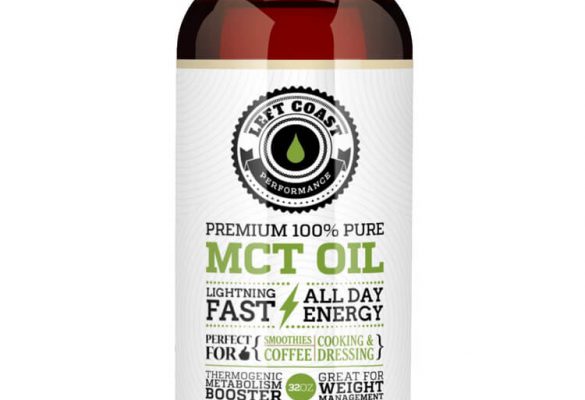 LEFT COAST
PERFORMANCE
PREMIUM 100% PURE
MCT OIL
LIGHTNING
FAST
ALL DAY
ENERGY
PERFECT
FOR
SMOOTHIES
COFFEE
COOKING &
DRESSING
THERMOGENIC
METABOLISM
BOOSTER
32OZ
GREAT FOR
WEIGHT
MANAGEMENT